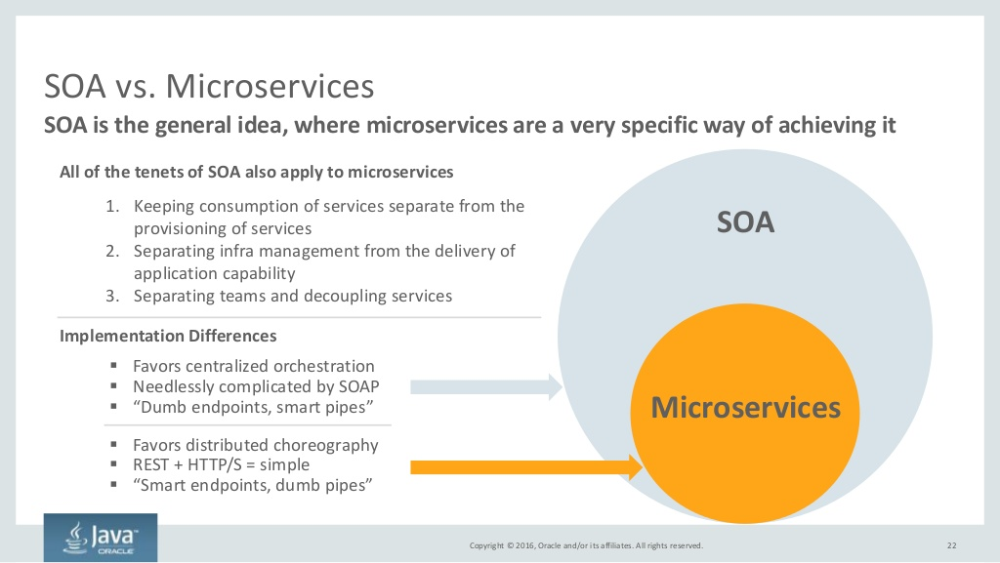 SOA vs. Microservices
SOA is the general idea, where microservices are a very specific way of achieving it
All of the tenets of SOA also apply to microservices
1. Keeping consumption of services separate from the
provisioning of services
2. Separating infra management from the delivery of
application capability
3. Separating teams and decoupling services
Implementation Differences
▪ Favors centralized orchestration
▪ Needlessly complicated by SOAP
▪ “Dumb endpoints, smart pipes”
▪ Favors distributed choreography
▪ REST + HTTP/S = simple
▪ “Smart endpoints, dumb pipes”
SOA
Microservices
Java™
ORACLE
Copyright © 2016, Oracle and/or its affiliates. All rights reserved.
22